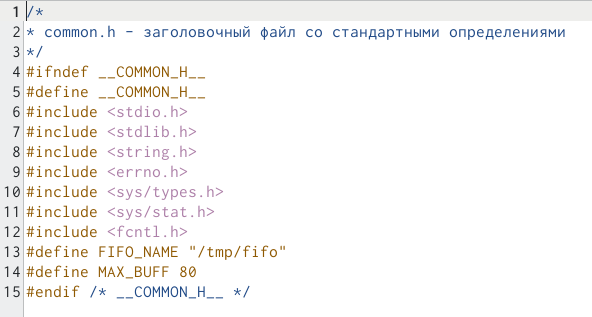 1 /*
2 * common.h – заголовочный файл со стандартными определениями
3 */
4 #ifndef __COMMON_H__
5 #define __COMMON_H__
6 #include <stdio.h>
7 #include <stdlib.h>
8 #include <string.h>
9 #include <errno.h>
10 #include <sys/types.h>
11 #include <sys/stat.h>
12 #include <fcntl.h>
13 #define FIFO_NAME "/tmp/fifo"
14 #define MAX_BUFF 80
15 #endif /* __COMMON_H__ */